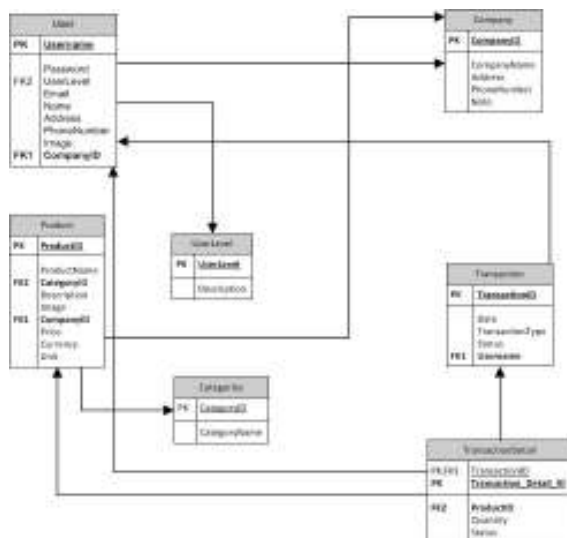 User
PK Username
Password
FK2 UserLevel
Email
Name
Address
PhoneNumber
Image
FK1 CompanyID
Company
PK CompanyID
CompanyName
Address
PhoneNumber
Product
PK ProductID
ProductName
FK2 CategoryID
Description
Image
FK1 CompanyID
Price
Currency
Unit
UserLevel
PK UserLevel
Description
Categories
PK CategoryID
CategoryName
Transaction
PK TransactionID
Date
TransactionType
Status
FK1 Username
TransactionDetail
PK,FK1 TransactionID
PK Transaction_Detail_ID
FK2 ProductID
Quantity
Status